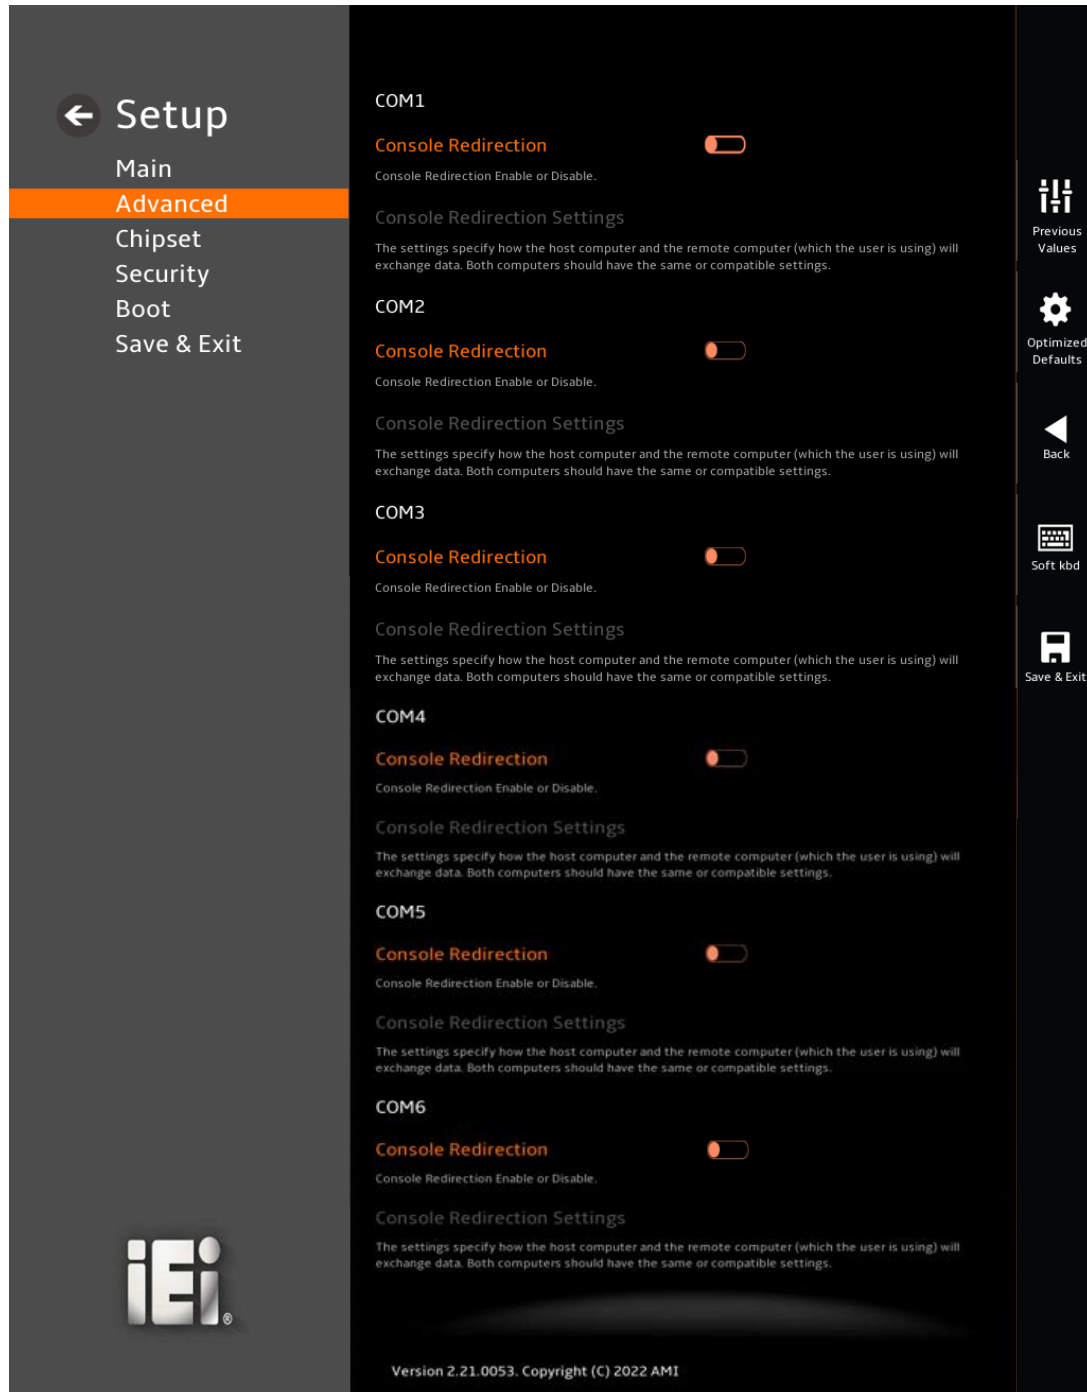 Setup
Main
Advanced
Chipset
Security
Boot
Save & Exit
COM1
Console Redirection
Console Redirection Enable or Disable.
Console Redirection Settings
The settings specify how the host computer and the remote computer (which the user is using) will
exchange data. Both computers should have the same or compatible settings.
COM2
Console Redirection
Console Redirection Enable or Disable.
Console Redirection Settings
The settings specify how the host computer and the remote computer (which the user is using) will
exchange data. Both computers should have the same or compatible settings.
COM3
Console Redirection
Console Redirection Enable or Disable.
Console Redirection Settings
The settings specify how the host computer and the remote computer (which the user is using) will
exchange data. Both computers should have the same or compatible settings.
COM4
Console Redirection
Console Redirection Enable or Disable.
Console Redirection Settings
The settings specify how the host computer and the remote computer (which the user is using) will
exchange data. Both computers should have the same or compatible settings.
COM5
Console Redirection
Console Redirection Enable or Disable.
Console Redirection Settings
The settings specify how the host computer and the remote computer (which the user is using) will
exchange data. Both computers should have the same or compatible settings.
COM6
Console Redirection
Console Redirection Enable or Disable.
Console Redirection Settings
The settings specify how the host computer and the remote computer (which the user is using) will
exchange data. Both computers should have the same or compatible settings.
Previous
Values
Optimized
Defaults
Back
Soft kbd
Save & Exit
iEi®
Version 2.21.0053. Copyright (C) 2022 AMI